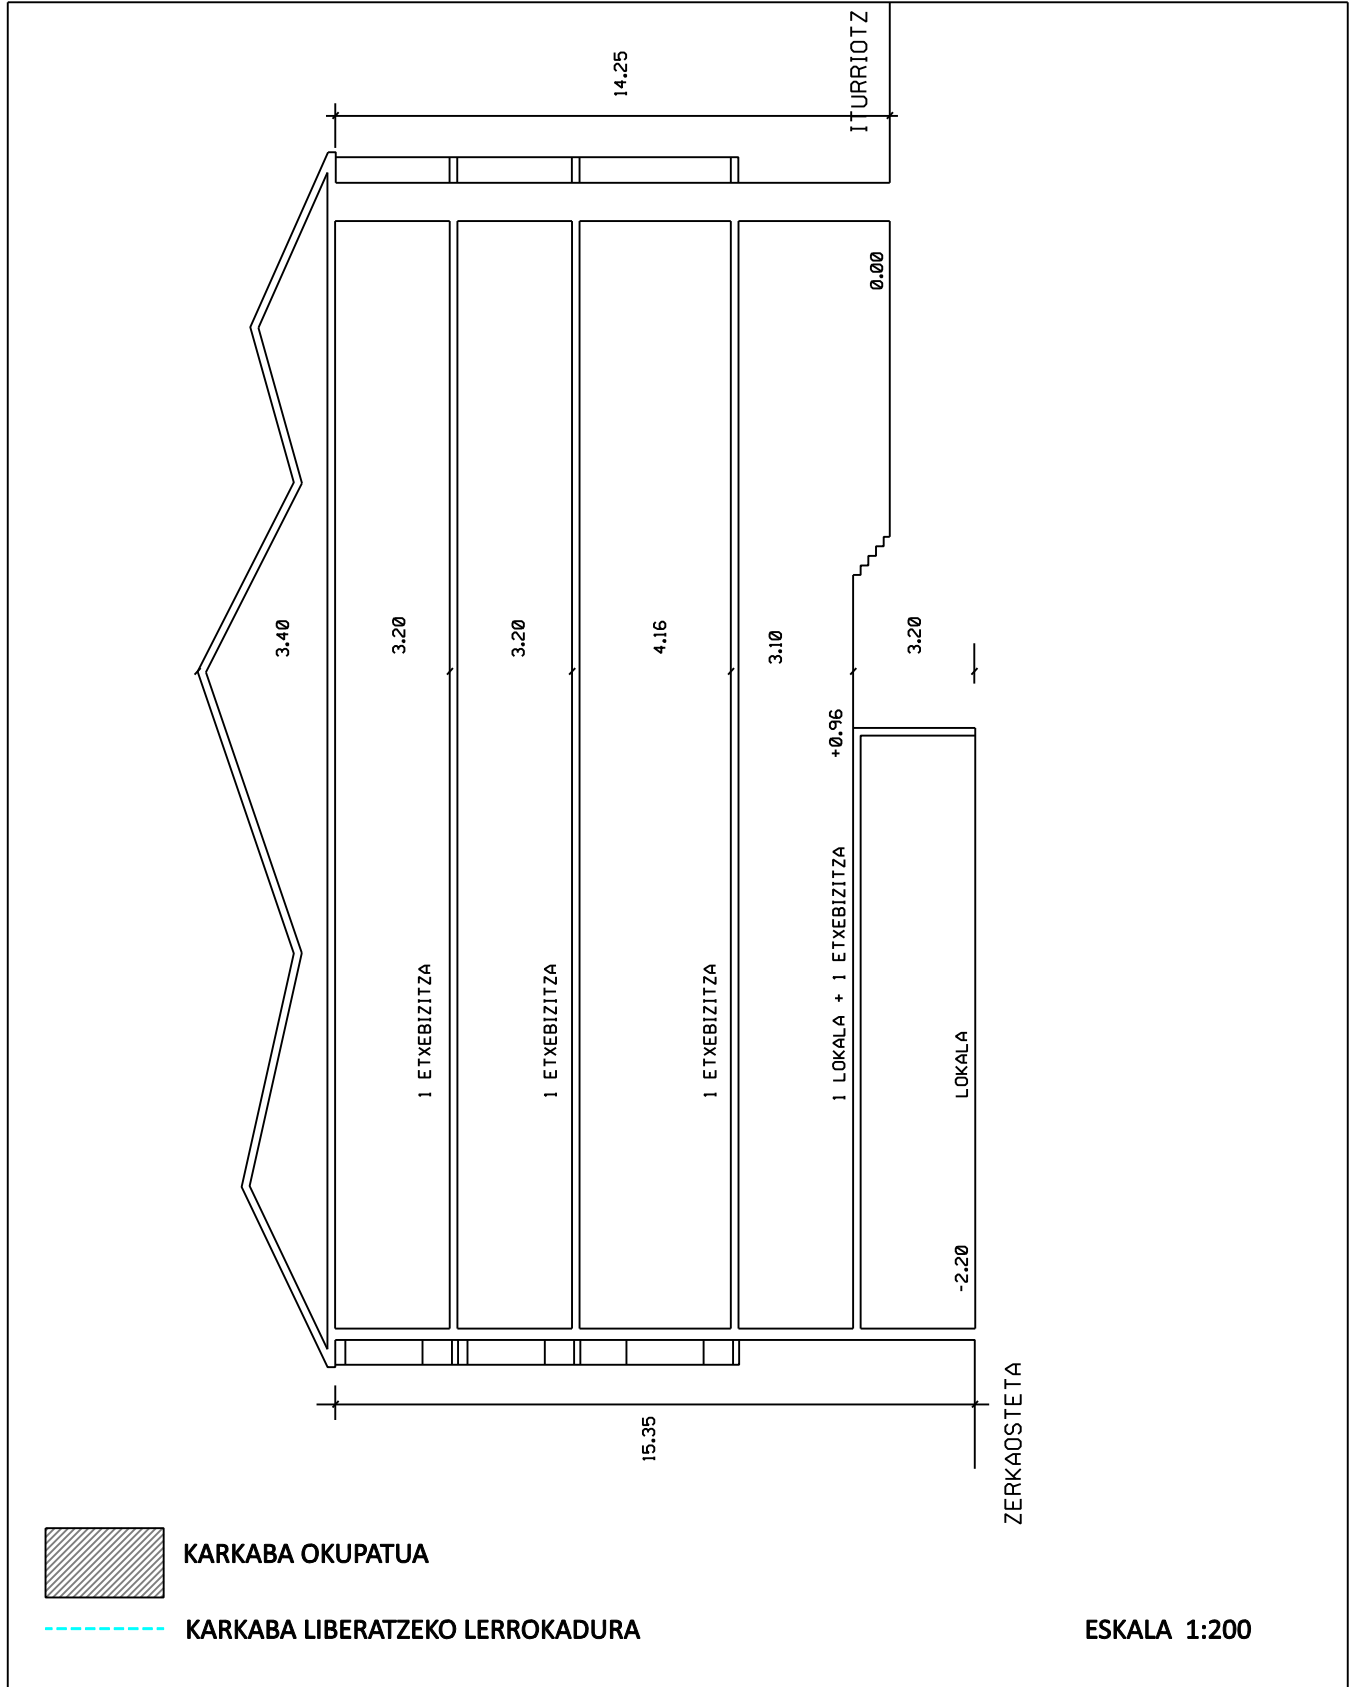 ITURRIOTZ
14.25
0.00
3.40
3.20
3.20
4.16
3.10
3.20
+0.96
1 ETXEBIZITZA
1 ETXEBIZITZA
1 ETXEBIZITZA
1 LOKALA + 1 ETXEBIZITZA
LOKALA
-2.20
15.35
ZERKAOSTETA
KARKABA OKUPATUA
KARKABA LIBERATZEKO LERROKADURA
ESKALA 1:200